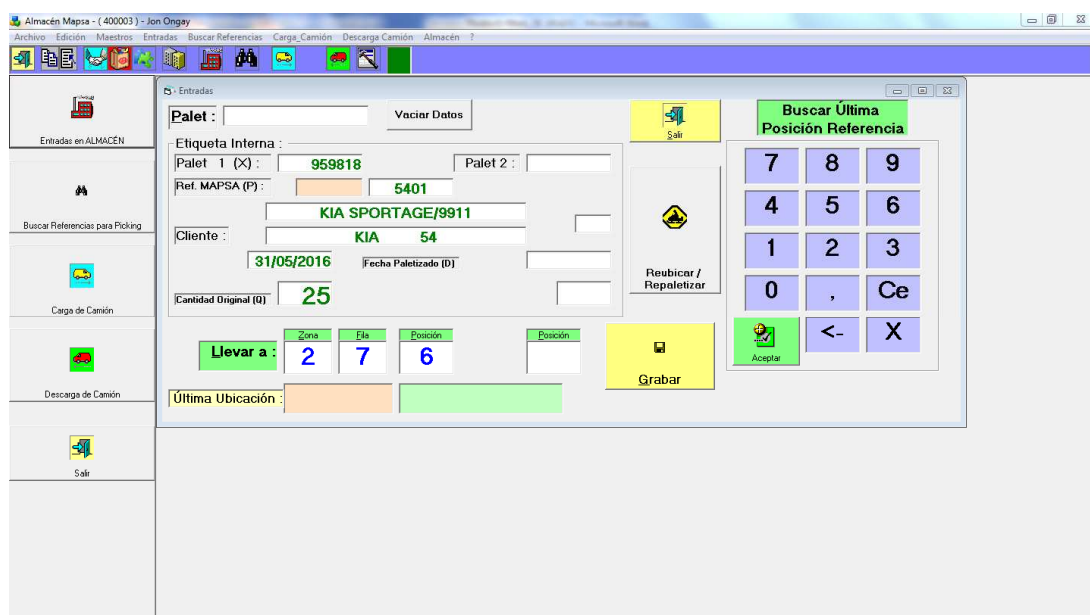 Almacén Mapsa - ( 400003 ) - Jon Ongay
Archivo Edición Maestros Entradas Buscar Referencias Carga_Camión Descarga Camión Almacén ?
Entradas en ALMACÉN
Buscar Referencias para Picking
Carga de Camión
Descarga de Camión
Salir
Entradas
Palet :
Vaciar Datos
Etiqueta Interna :
Palet 1 (X) : 959818 Palet 2 :
Ref. MAPSA (P) : 5401
KIA SPORTAGE/9911
Cliente : KIA 54
31/05/2016 Fecha Paletizado (D)
Cantidad Original (Q) 25
Zona Fila Posición Posición
Llevar a : 2 7 6
Última Ubicación :
Salir
Reubicar /
Repaletizar
Grabar
Buscar Última
Posición Referencia
7 8 9
4 5 6
1 2 3
0 , Ce
Aceptar <- X